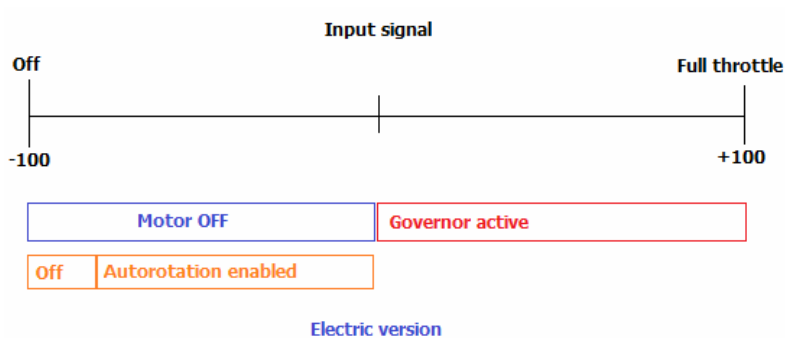 Input signal
Off
Full throttle
-100
+100
Motor OFF
Governor active
Off
Autorotation enabled
Electric version